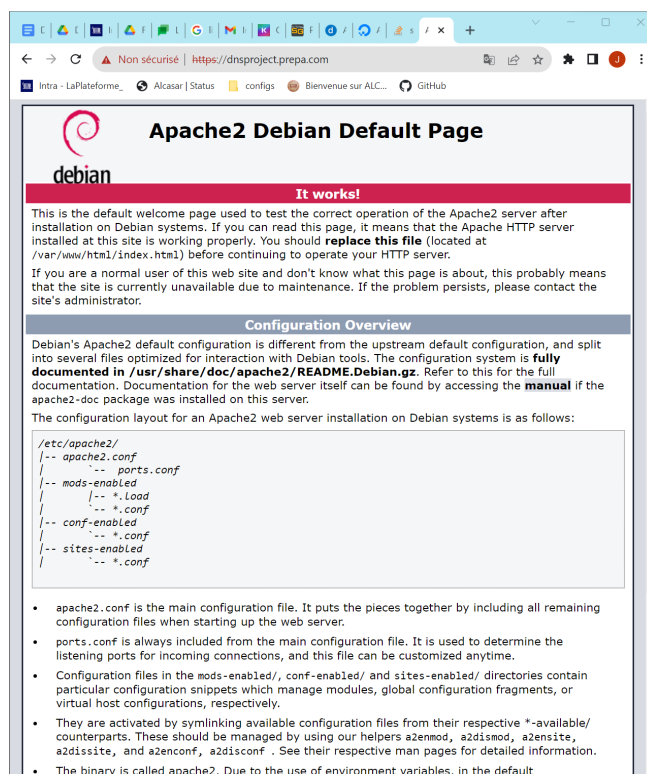 Non sécurisé | https://dnsproject.prepa.com
J
Intra - LaPlateforme_ Alcasar | Status configs Bienvenue sur ALC... GitHub
debian
Apache2 Debian Default Page
It works!
This is the default welcome page used to test the correct operation of the Apache2 server after
installation on Debian systems. If you can read this page, it means that the Apache HTTP server
installed at this site is working properly. You should replace this file (located at
/var/www/html/index.html) before continuing to operate your HTTP server.
If you are a normal user of this web site and don't know what this page is about, this probably means
that the site is currently unavailable due to maintenance. If the problem persists, please contact the
site's administrator.
Configuration Overview
Debian's Apache2 default configuration is different from the upstream default configuration, and split
into several files optimized for interaction with Debian tools. The configuration system is fully
documented in /usr/share/doc/apache2/README.Debian.gz. Refer to this for the full
documentation. Documentation for the web server itself can be found by accessing the manual if the
apache2-doc package was installed on this server.
The configuration layout for an Apache2 web server installation on Debian systems is as follows:
/etc/apache2/
|-- apache2.conf
|       `--  ports.conf
|-- mods-enabled
|       |-- *.load
|       `-- *.conf
|-- conf-enabled
|       `-- *.conf
|-- sites-enabled
|       `-- *.conf
• apache2.conf is the main configuration file. It puts the pieces together by including all remaining
configuration files when starting up the web server.
• ports.conf is always included from the main configuration file. It is used to determine the
listening ports for incoming connections, and this file can be customized anytime.
• Configuration files in the mods-enabled/, conf-enabled/ and sites-enabled/ directories contain
particular configuration snippets which manage modules, global configuration fragments, or
virtual host configurations, respectively.
• They are activated by symlinking available configuration files from their respective *-available/
counterparts. These should be managed by using our helpers a2enmod, a2dismod, a2ensite,
a2dissite, and a2enconf, a2disconf . See their respective man pages for detailed information.
• The binary is called apache2. Due to the use of environment variables, in the default